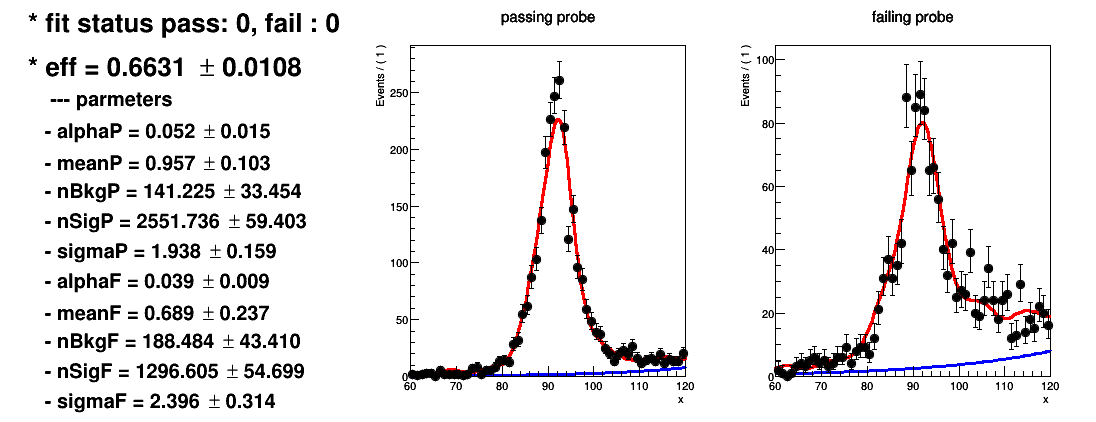 * fit status pass: 0, fail : 0
* eff = 0.6631 ± 0.0108
--- parmeters
- alphaP = 0.052 ± 0.015
- meanP = 0.957 ± 0.103
- nBkgP = 141.225 ± 33.454
- nSigP = 2551.736 ± 59.403
- sigmaP = 1.938 ± 0.159
- alphaF = 0.039 ± 0.009
- meanF = 0.689 ± 0.237
- nBkgF = 188.484 ± 43.410
- nSigF = 1296.605 ± 54.699
- sigmaF = 2.396 ± 0.314
passing probe
Events / ( 1 )
250
200
150
100
50
0
60 70 80 90 100 110 120
x
failing probe
Events / ( 1 )
100
80
60
40
20
0
60 70 80 90 100 110 120
x